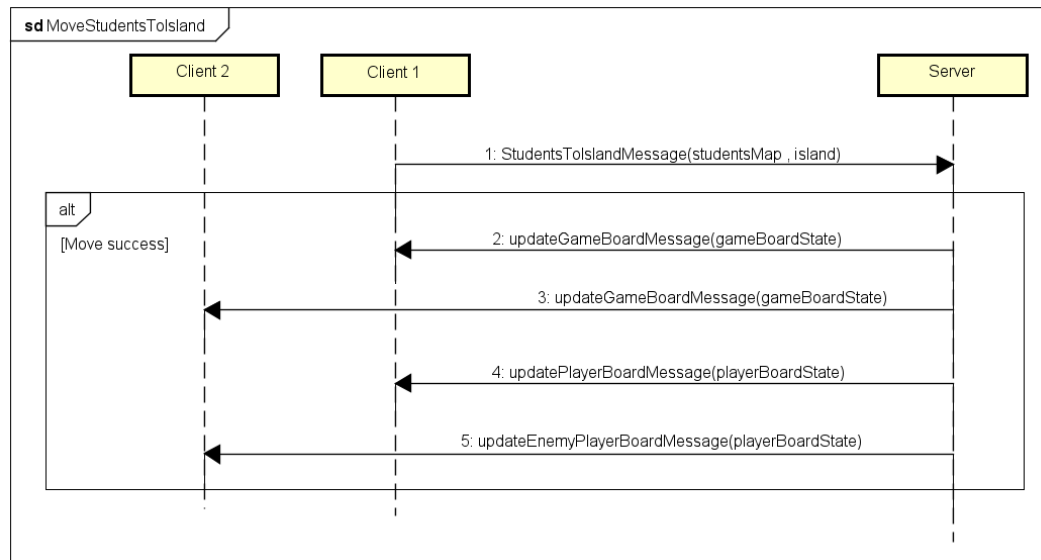 sd MoveStudentsToIsland
Client 2
Client 1
Server
1: StudentsToIslandMessage(studentsMap , island)
alt
[Move success]
2: updateGameBoardMessage(gameBoardState)
3: updateGameBoardMessage(gameBoardState)
4: updatePlayerBoardMessage(playerBoardState)
5: updateEnemyPlayerBoardMessage(playerBoardState)